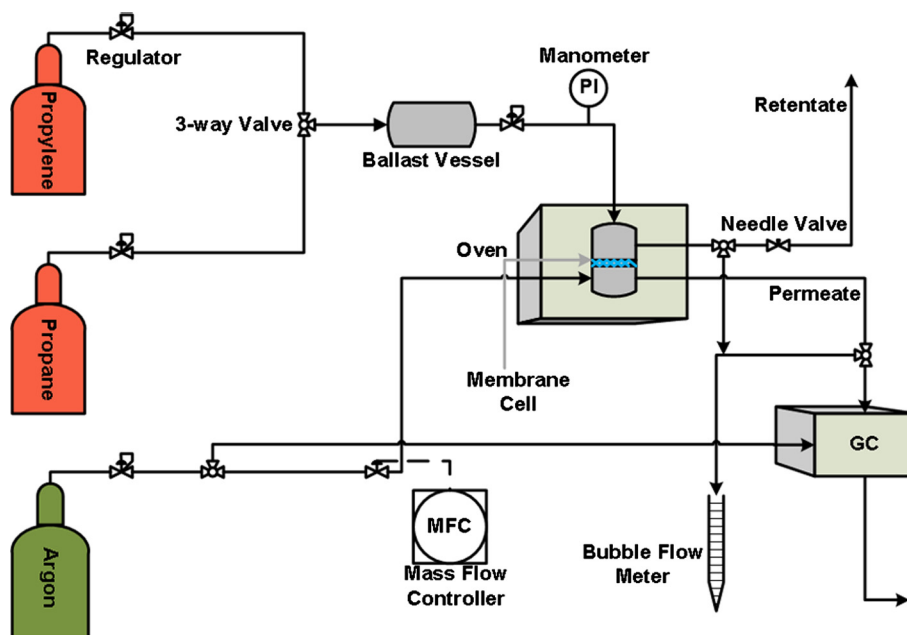 Propylene
Regulator
3-way Valve
Ballast Vessel
Manometer
PI
Retentate
Needle Valve
Oven
Permeate
Propane
Membrane
Cell
GC
MFC
Mass Flow
Controller
Bubble Flow
Meter
Argon